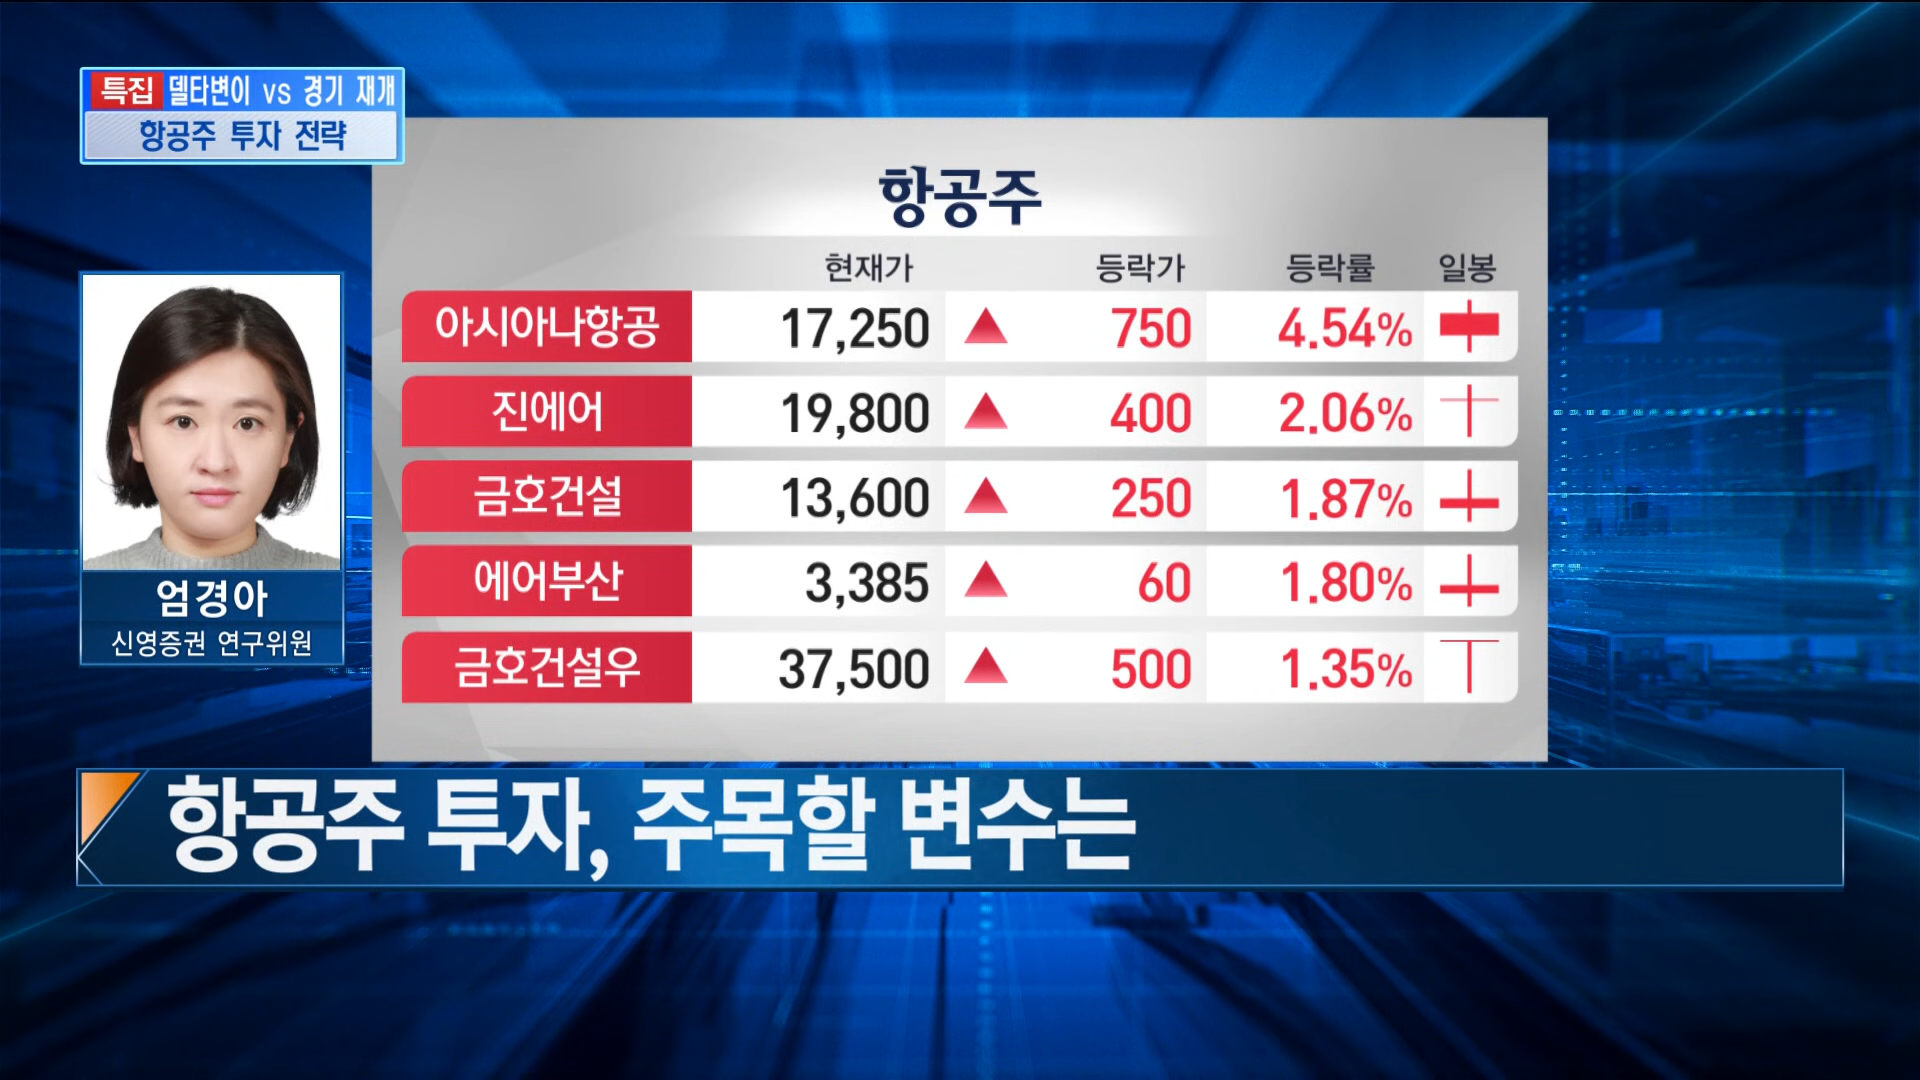 특집 델타변이 vs 경기 재개
항공주 투자 전략
항공주
현재가 등락가 등락률 일봉
아시아나항공 17,250 ▲ 750 4.54%
진에어 19,800 ▲ 400 2.06%
금호건설 13,600 ▲ 250 1.87%
에어부산 3,385 ▲ 60 1.80%
금호건설우 37,500 ▲ 500 1.35%
엄경아
신영증권 연구위원
항공주 투자, 주목할 변수는